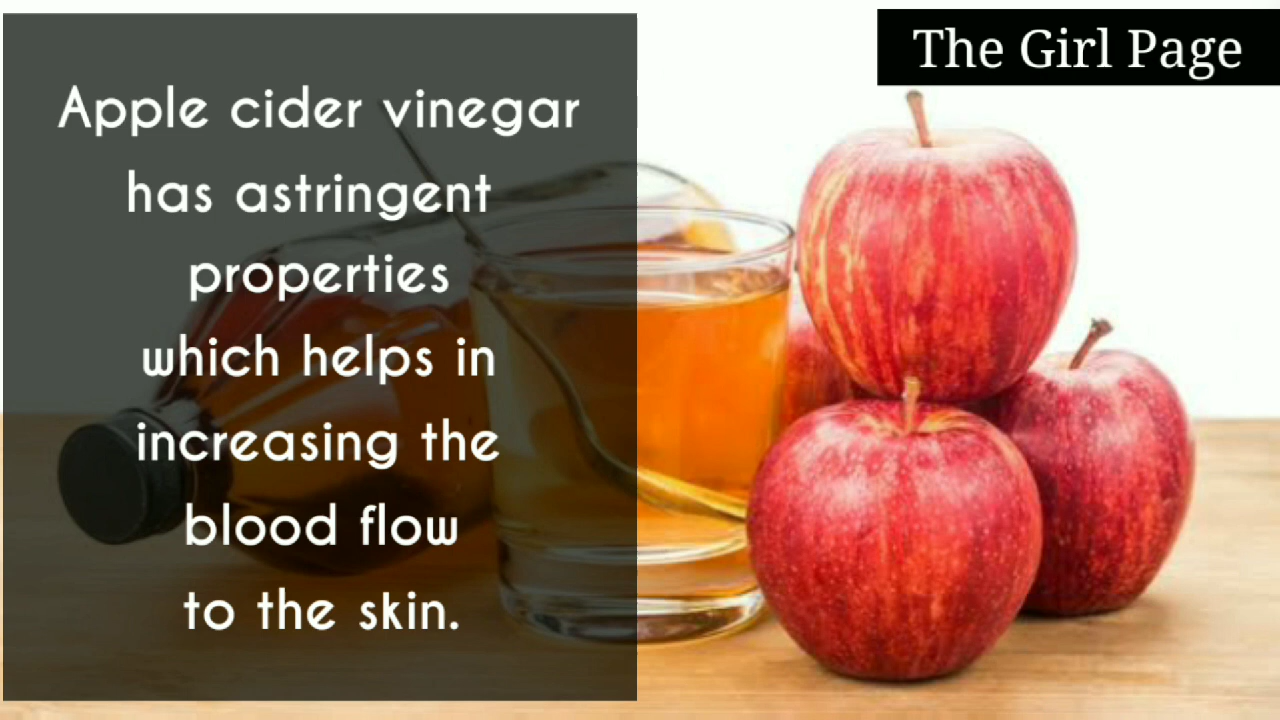 The Girl Page
Apple cider vinegar
has astringent
properties
which helps in
increasing the
blood flow
to the skin.